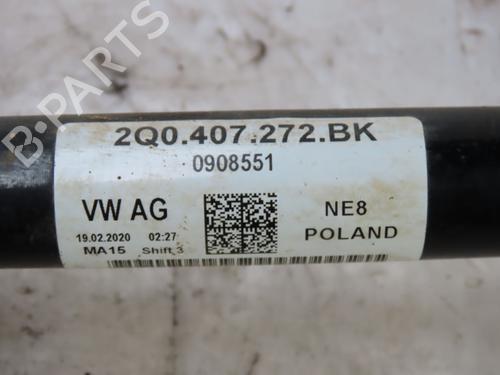 2Q0.407.272.BK
0908551
VW AG
NE8
19.02.2020 02:27
POLAND
MA15 Shift 3
B-PARTS